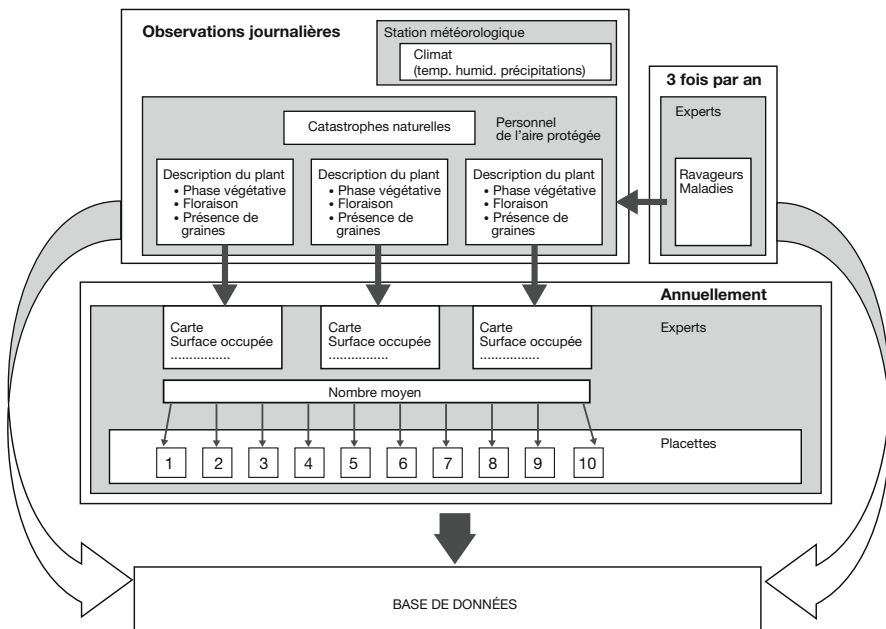 Observations journalières
Station météorologique
Climat
(temp. humid. précipitations)
3 fois par an
Experts
Ravageurs
Maladies
Catastrophes naturelles
Personnel
de l'aire protégée
Description du plant
• Phase végétative
• Floraison
• Présence de
graines
Description du plant
• Phase végétative
• Floraison
• Présence de
graines
Description du plant
• Phase végétative
• Floraison
• Présence de
graines
Annuellement
Experts
Carte
Surface occupée
................
Carte
Surface occupée
................
Carte
Surface occupée
................
Nombre moyen
Placettes
1 2 3 4 5 6 7 8 9 10
BASE DE DONNÉES